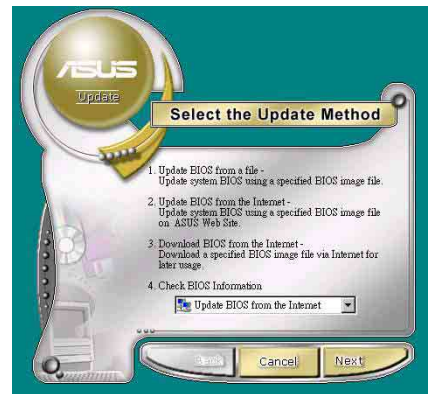 ASUS
Update
Select the Update Method
1. Update BIOS from a file -
Update system BIOS using a specified BIOS image file.
2. Update BIOS from the Internet -
Update system BIOS using a specified BIOS image file
on ASUS Web Site.
3. Download BIOS from the Internet -
Download a specified BIOS image file via Internet for
later usage.
4. Check BIOS Information
Update BIOS from the Internet
Back Cancel Next